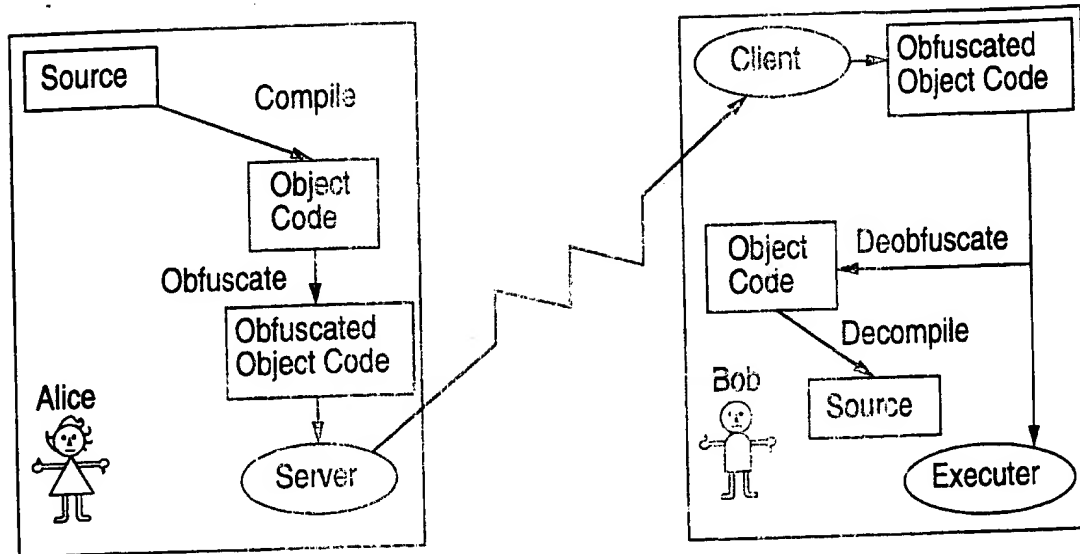 Source
Compile
Object
Code
Obfuscate
Obfuscated
Object Code
Alice
Server
Client
Obfuscated
Object Code
Deobfuscate
Object
Code
Decompile
Bob
Source
Executer